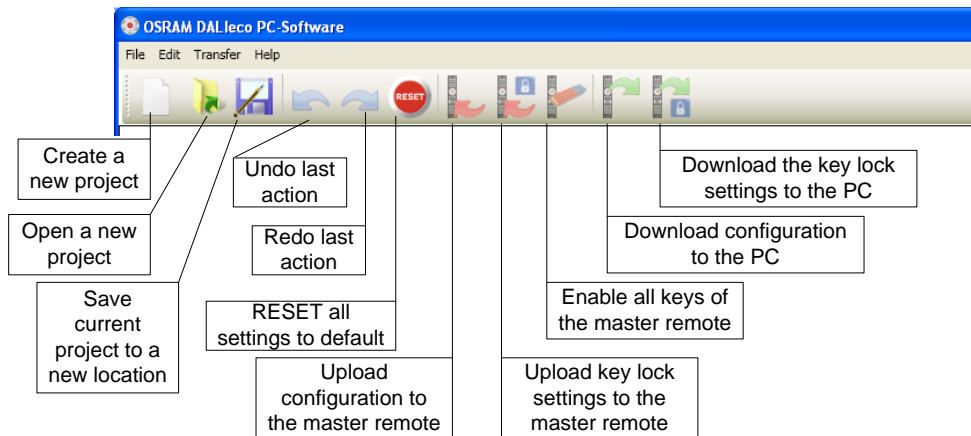 OSRAM DALIeco PC-Software
File Edit Transfer Help
RESET
Create a
new project
Undo last
action
Download the key lock
settings to the PC
Open a new
project
Redo last
action
Download configuration
to the PC
Save
current
project to a
new location
RESET all
settings to default
Enable all keys of
the master remote
Upload
configuration to
the master remote
Upload key lock
settings to the
master remote